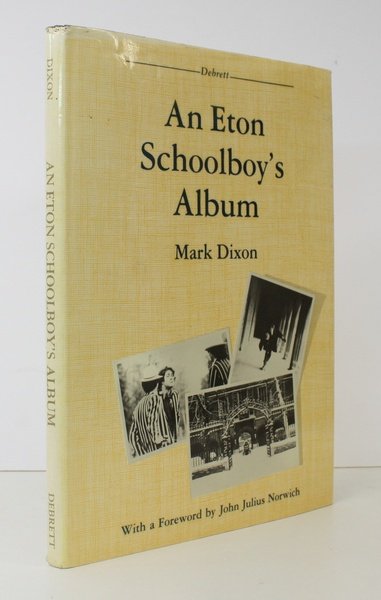 Debrett
An Eton
Schoolboy's
Album
Mark Dixon
With a Foreword by John Julius Norwich
DIXON
AN ETON SCHOOLBOY'S ALBUM
DEBRETT